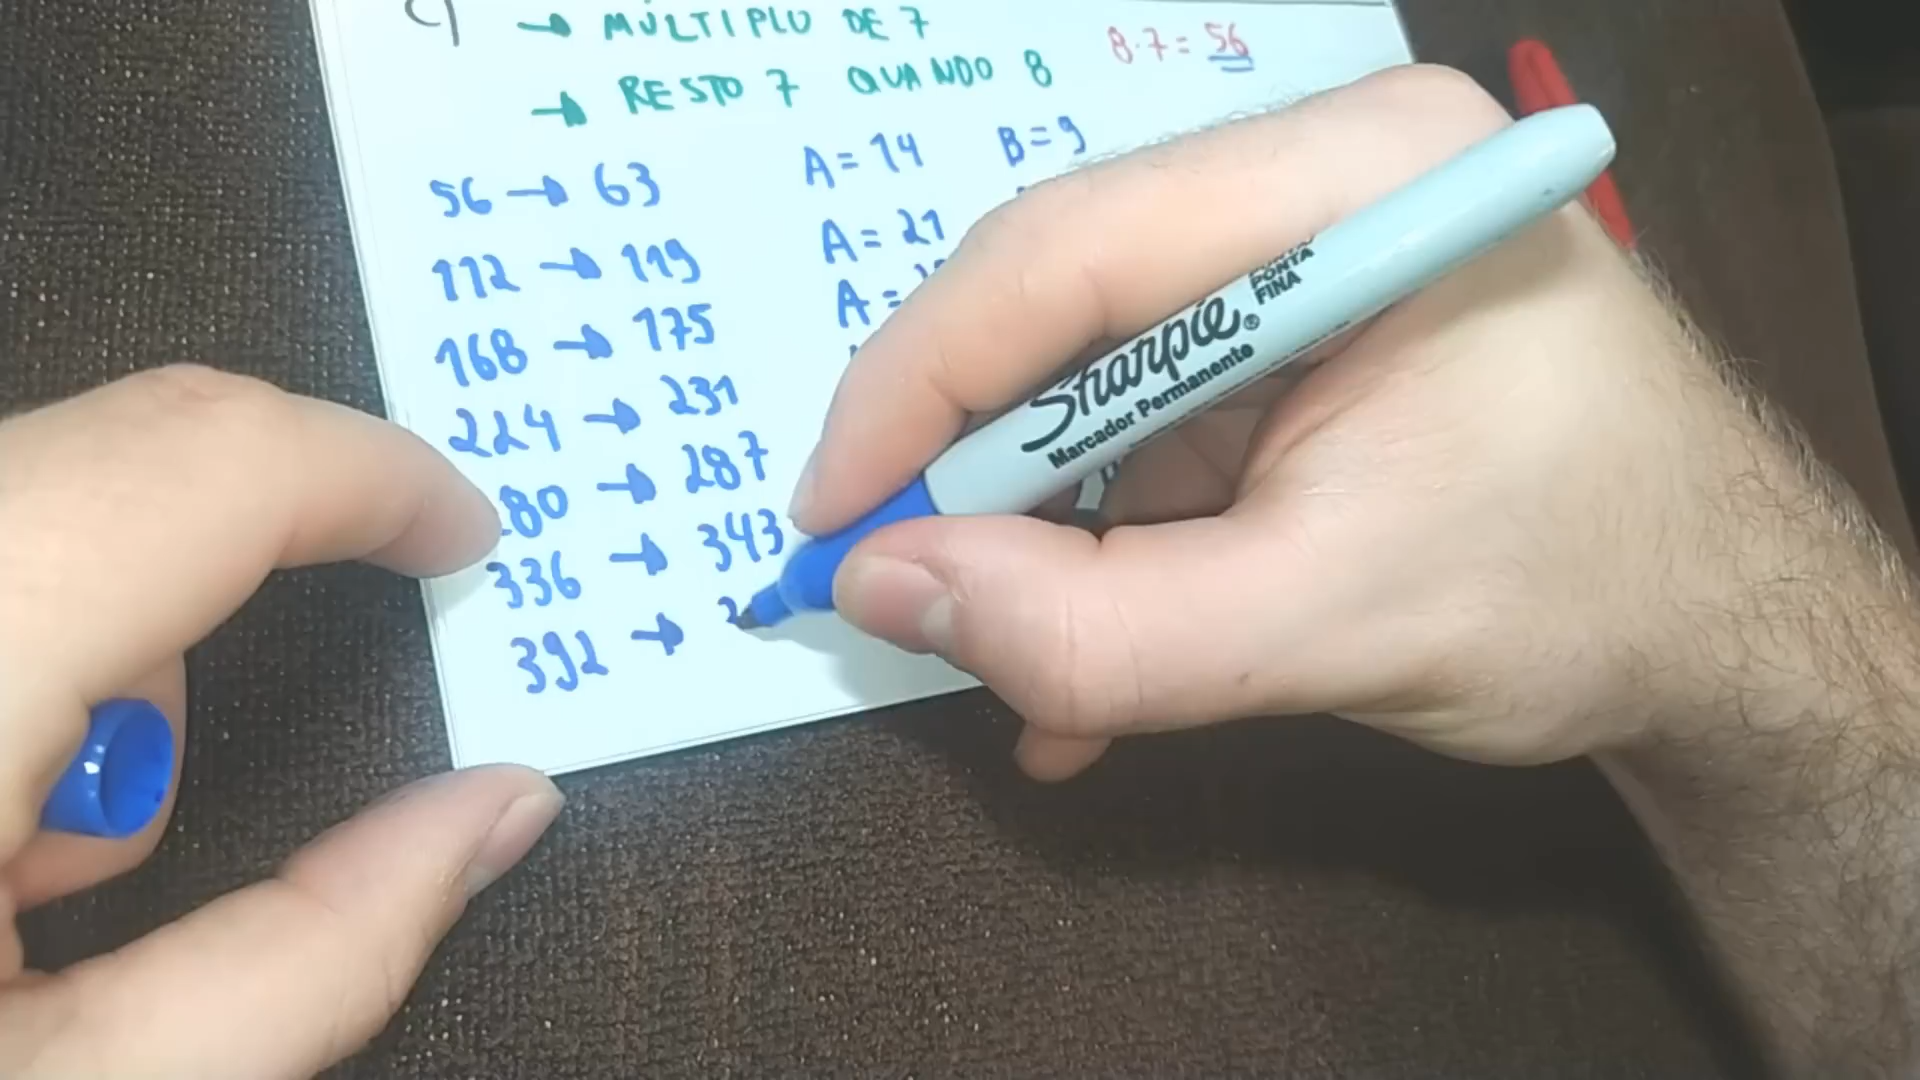 → MÚLTIPLO DE 7
8·7 = 56
→ RESTO 7 QUANDO 8
56 → 63 A = 14 B = 9
112 → 119 A = 21
168 → 175 A =
224 → 231
280 → 287
336 → 343
392 →
Sharpie®
PONTA
FINA
Marcador Permanente